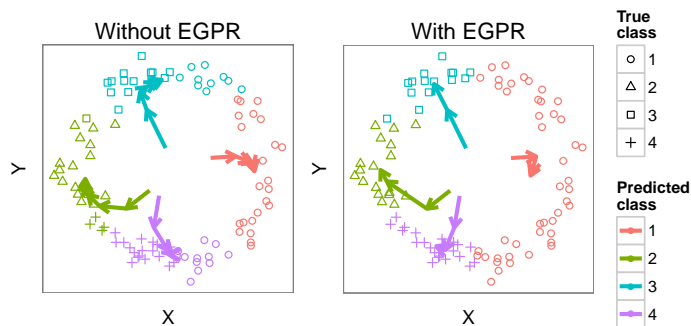 Without EGPR
With EGPR
Y
X
Y
X
True
class
1
2
3
4
Predicted
class
1
2
3
4